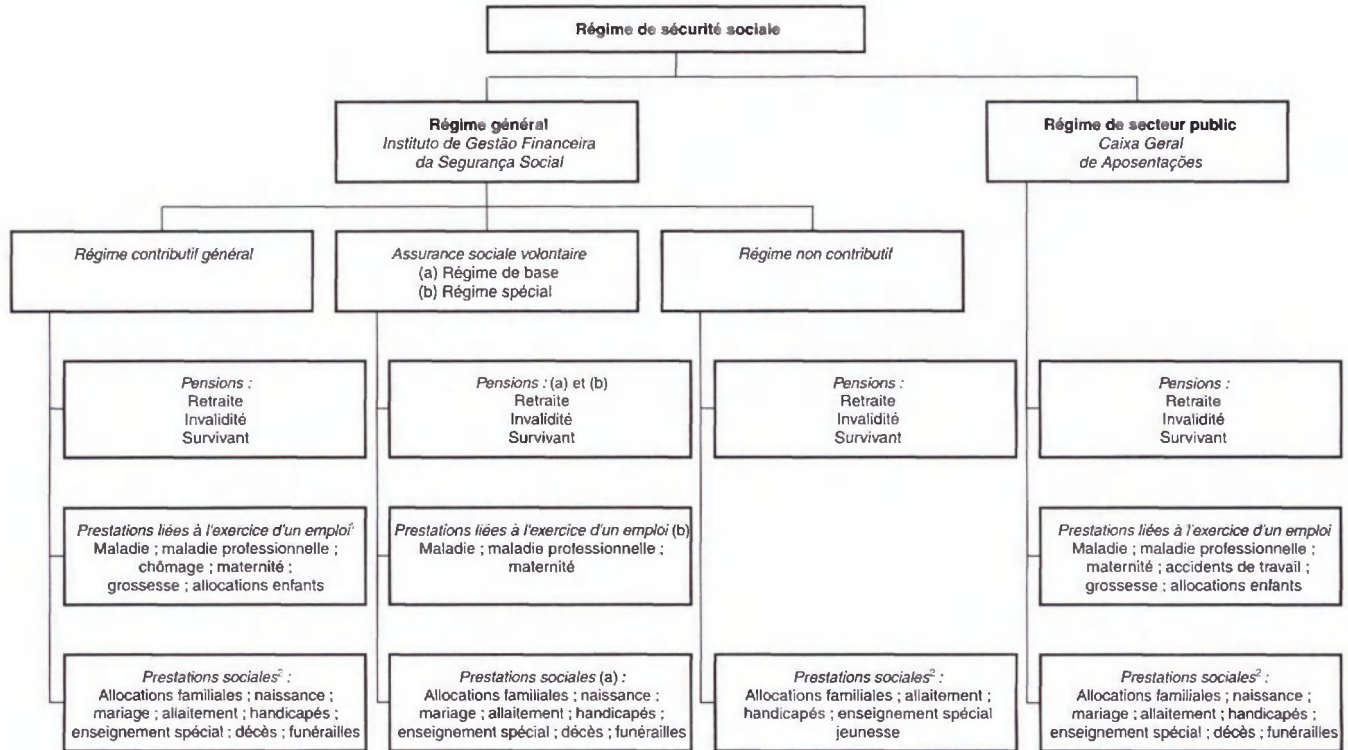 Régime de sécurité sociale
Régime général
Instituto de Gestão Financeira
da Segurança Social
Régime de secteur public
Caixa Geral
de Aposentações
Régime contributif général
Assurance sociale volontaire
(a) Régime de base
(b) Régime spécial
Régime non contributif
Pensions :
Retraite
Invalidité
Survivant
Pensions : (a) et (b)
Retraite
Invalidité
Survivant
Pensions :
Retraite
Invalidité
Survivant
Pensions :
Retraite
Invalidité
Survivant
Prestations liées à l'exercice d'un emploi¹
Maladie ; maladie professionnelle ;
chômage ; maternité ;
grossesse ; allocations enfants
Prestations liées à l'exercice d'un emploi (b)
Maladie ; maladie professionnelle ;
maternité
Prestations liées à l'exercice d'un emploi
Maladie ; maladie professionnelle ;
maternité ; accidents de travail ;
grossesse ; allocations enfants
Prestations sociales² :
Allocations familiales ; naissance ;
mariage ; allaitement ; handicapés ;
enseignement spécial ; décès ; funérailles
Prestations sociales (a) :
Allocations familiales ; naissance ;
mariage ; allaitement ; handicapés ;
enseignement spécial ; décès ; funérailles
Prestations sociales² :
Allocations familiales ; allaitement ;
handicapés ; enseignement spécial
jeunesse
Prestations sociales² :
Allocations familiales ; naissance ;
mariage ; allaitement ; handicapés ;
enseignement spécial ; décès ; funérailles